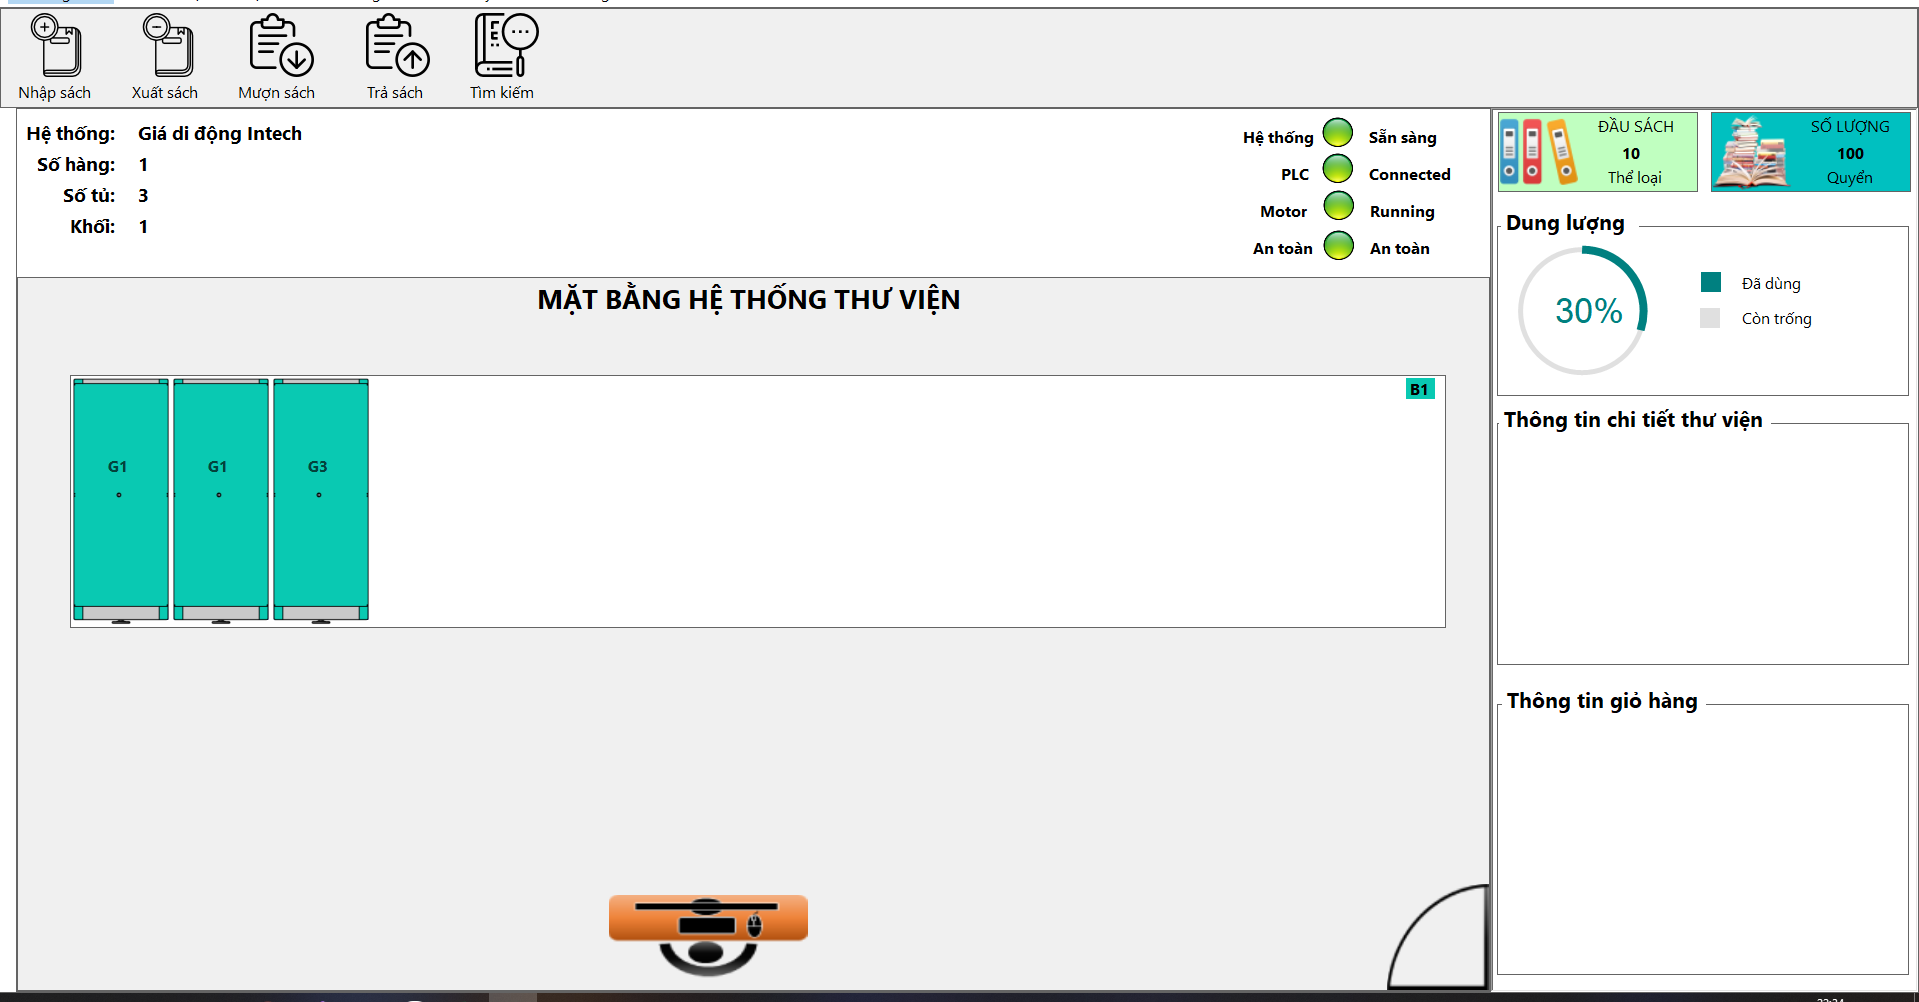 Nhập sách
Xuất sách
Mượn sách
Trả sách
Tìm kiếm
Hệ thống: Giá di động Intech
Số hàng: 1
Số tủ: 3
Khối: 1
Hệ thống Sẵn sàng
PLC Connected
Motor Running
An toàn An toàn
ĐẦU SÁCH
10
Thể loại
SỐ LƯỢNG
100
Quyển
Dung lượng
30%
Đã dùng
Còn trống
MẶT BẰNG HỆ THỐNG THƯ VIỆN
B1
G1
G1
G3
Thông tin chi tiết thư viện
Thông tin giỏ hàng